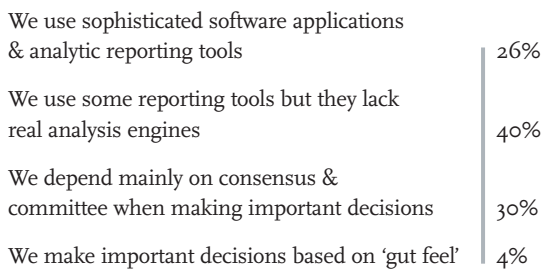 We use sophisticated software applications
& analytic reporting tools 26%
We use some reporting tools but they lack
real analysis engines 40%
We depend mainly on consensus &
committee when making important decisions 30%
We make important decisions based on ‘gut feel’ 4%